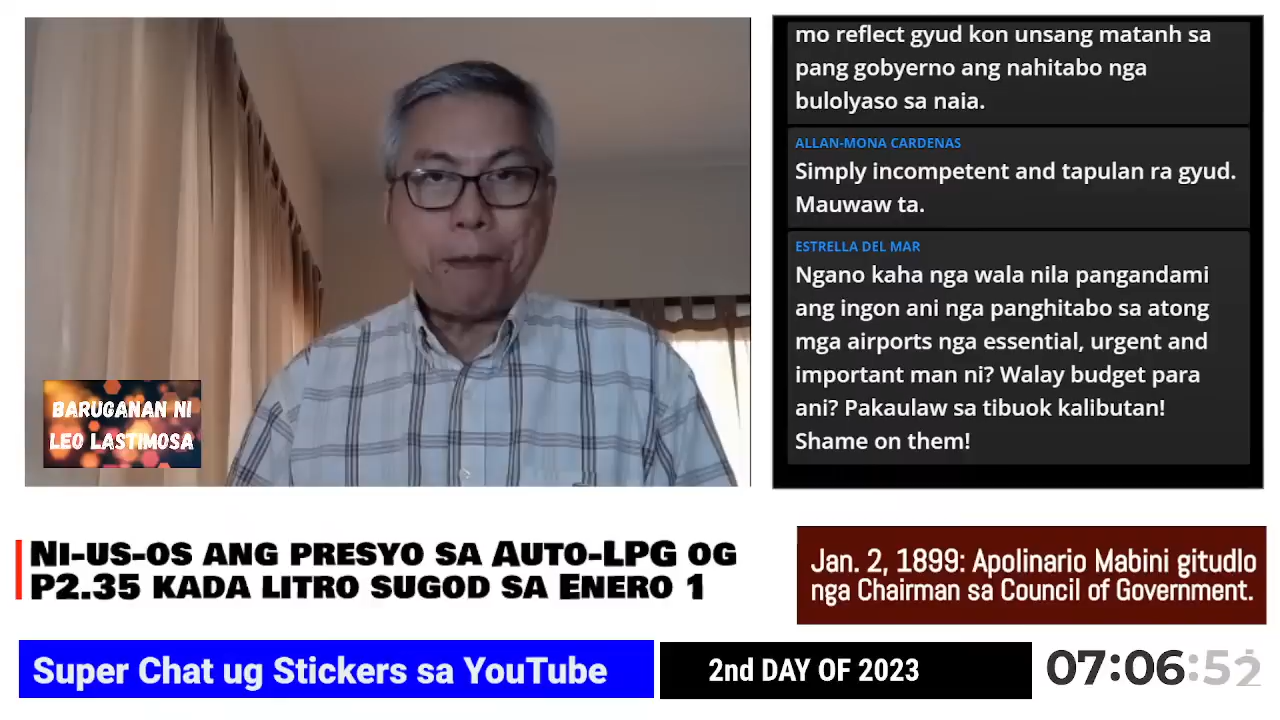 mo reflect gyud kon unsang matanh sa
pang gobyerno ang nahitabo nga
bulolyaso sa naia.
ALLAN-MONA CARDENAS
Simply incompetent and tapulan ra gyud.
Mauwaw ta.
ESTRELLA DEL MAR
Ngano kaha nga wala nila pangandami
ang ingon ani nga panghitabo sa atong
mga airports nga essential, urgent and
important man ni? Walay budget para
ani? Pakaulaw sa tibuok kalibutan!
Shame on them!
BARUGANAN NI
LEO LASTIMOSA
NI-US-OS ANG PRESYO SA AUTO-LPG OG
P2.35 KADA LITRO SUGOD SA ENERO 1
Jan. 2, 1899: Apolinario Mabini gitudlo
nga Chairman sa Council of Government.
Super Chat ug Stickers sa YouTube
2nd DAY OF 2023
07:06:52